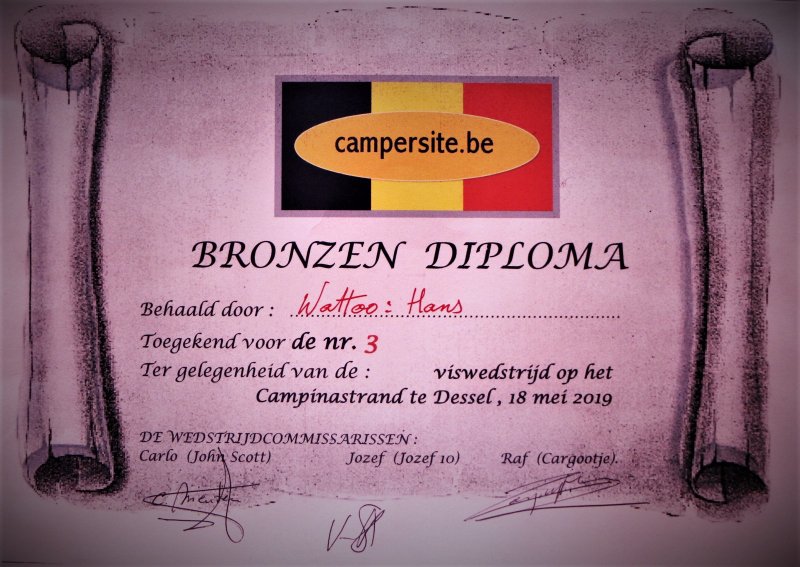 campersite.be
BRONZEN DIPLOMA
Behaald door : Wattoo : Hans
Toegekend voor de nr. 3
Ter gelegenheid van de : viswedstrijd op het
Campinastrand te Dessel , 18 mei 2019
DE WEDSTRIJDCOMMISSARISSEN :
Carlo (John Scott) Jozef (Jozef 10) Raf (Cargootje).